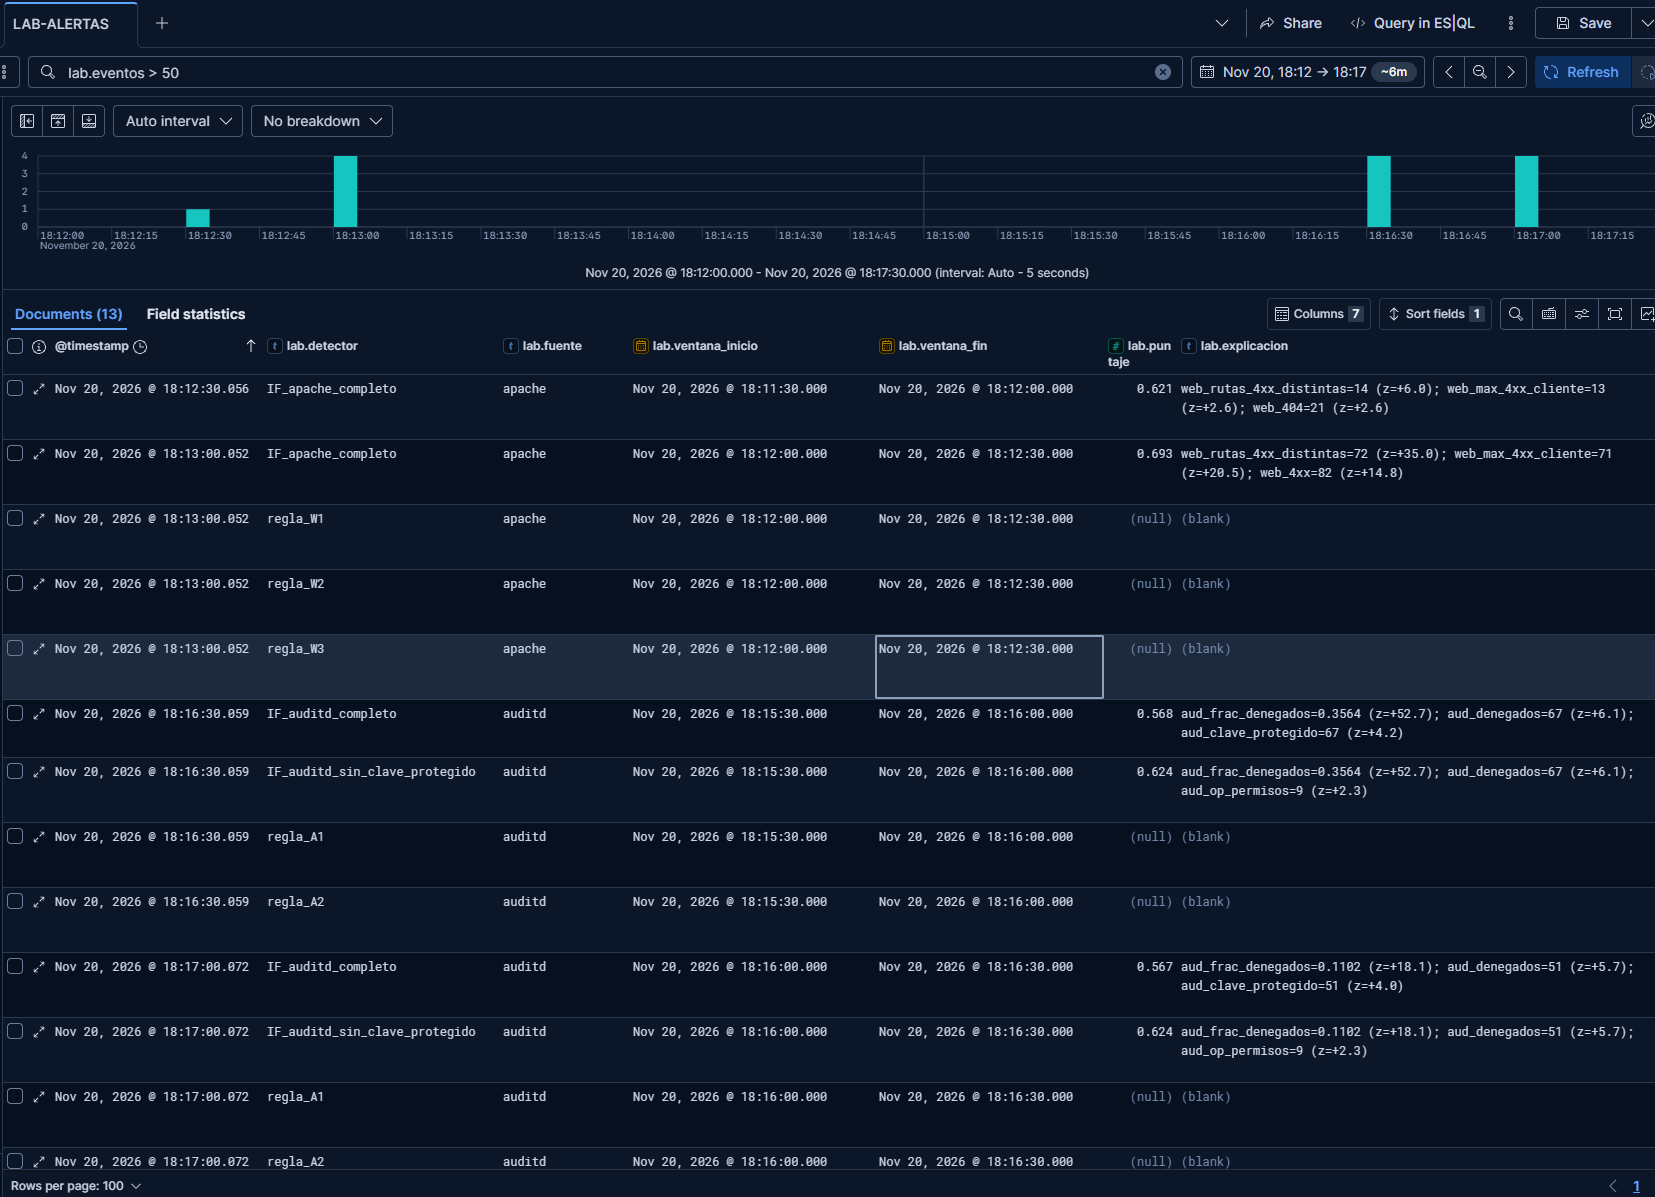 LAB-ALERTAS
Share
Query in ES|QL
Save
lab.eventos > 50
Nov 20, 18:12 → 18:17 ~6m
Refresh
Auto interval
No breakdown
4
3
2
1
0
18:12:00 18:12:15 18:12:30 18:12:45 18:13:00 18:13:15 18:13:30 18:13:45 18:14:00 18:14:15 18:14:30 18:14:45 18:15:00 18:15:15 18:15:30 18:15:45 18:16:00 18:16:15 18:16:30 18:16:45 18:17:00 18:17:15
November 20, 2026
Nov 20, 2026 @ 18:12:00.000 - Nov 20, 2026 @ 18:17:30.000 (interval: Auto - 5 seconds)
Documents (13) Field statistics
Columns 7 Sort fields 1
@timestamp t lab.detector t lab.fuente lab.ventana_inicio lab.ventana_fin # lab.pun t lab.explicacion
taje
Nov 20, 2026 @ 18:12:30.056 IF_apache_completo apache Nov 20, 2026 @ 18:11:30.000 Nov 20, 2026 @ 18:12:00.000 0.621 web_rutas_4xx_distintas=14 (z=+6.0); web_max_4xx_cliente=13
(z=+2.6); web_404=21 (z=+2.6)
Nov 20, 2026 @ 18:13:00.052 IF_apache_completo apache Nov 20, 2026 @ 18:12:00.000 Nov 20, 2026 @ 18:12:30.000 0.693 web_rutas_4xx_distintas=72 (z=+35.0); web_max_4xx_cliente=71
(z=+20.5); web_4xx=82 (z=+14.8)
Nov 20, 2026 @ 18:13:00.052 regla_W1 apache Nov 20, 2026 @ 18:12:00.000 Nov 20, 2026 @ 18:12:30.000 (null) (blank)
Nov 20, 2026 @ 18:13:00.052 regla_W2 apache Nov 20, 2026 @ 18:12:00.000 Nov 20, 2026 @ 18:12:30.000 (null) (blank)
Nov 20, 2026 @ 18:13:00.052 regla_W3 apache Nov 20, 2026 @ 18:12:00.000 Nov 20, 2026 @ 18:12:30.000 (null) (blank)
Nov 20, 2026 @ 18:16:30.059 IF_auditd_completo auditd Nov 20, 2026 @ 18:15:30.000 Nov 20, 2026 @ 18:16:00.000 0.568 aud_frac_denegados=0.3564 (z=+52.7); aud_denegados=67 (z=+6.1);
aud_clave_protegido=67 (z=+4.2)
Nov 20, 2026 @ 18:16:30.059 IF_auditd_sin_clave_protegido auditd Nov 20, 2026 @ 18:15:30.000 Nov 20, 2026 @ 18:16:00.000 0.624 aud_frac_denegados=0.3564 (z=+52.7); aud_denegados=67 (z=+6.1);
aud_op_permisos=9 (z=+2.3)
Nov 20, 2026 @ 18:16:30.059 regla_A1 auditd Nov 20, 2026 @ 18:15:30.000 Nov 20, 2026 @ 18:16:00.000 (null) (blank)
Nov 20, 2026 @ 18:16:30.059 regla_A2 auditd Nov 20, 2026 @ 18:15:30.000 Nov 20, 2026 @ 18:16:00.000 (null) (blank)
Nov 20, 2026 @ 18:17:00.072 IF_auditd_completo auditd Nov 20, 2026 @ 18:16:00.000 Nov 20, 2026 @ 18:16:30.000 0.567 aud_frac_denegados=0.1102 (z=+18.1); aud_denegados=51 (z=+5.7);
aud_clave_protegido=51 (z=+4.0)
Nov 20, 2026 @ 18:17:00.072 IF_auditd_sin_clave_protegido auditd Nov 20, 2026 @ 18:16:00.000 Nov 20, 2026 @ 18:16:30.000 0.624 aud_frac_denegados=0.1102 (z=+18.1); aud_denegados=51 (z=+5.7);
aud_op_permisos=9 (z=+2.3)
Nov 20, 2026 @ 18:17:00.072 regla_A1 auditd Nov 20, 2026 @ 18:16:00.000 Nov 20, 2026 @ 18:16:30.000 (null) (blank)
Nov 20, 2026 @ 18:17:00.072 regla_A2 auditd Nov 20, 2026 @ 18:16:00.000 Nov 20, 2026 @ 18:16:30.000 (null) (blank)
Rows per page: 100
1